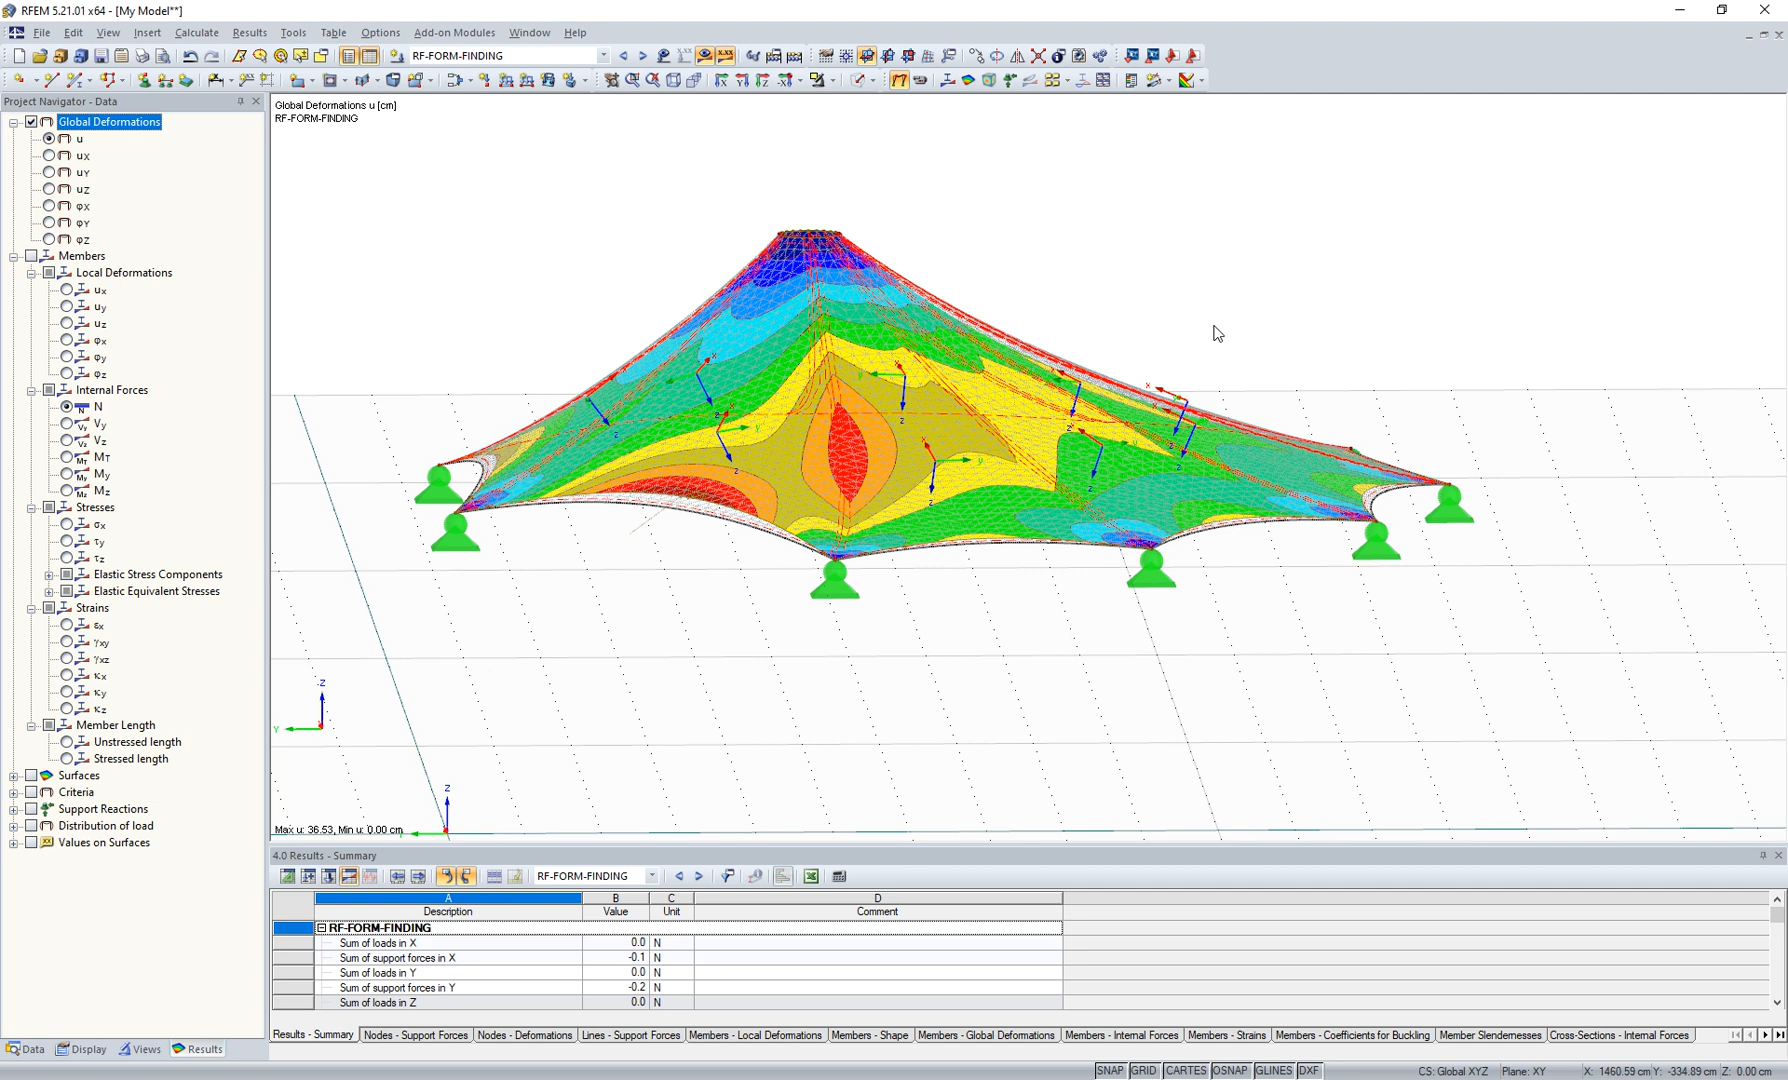 RFEM 5.21.01 x64 - [My Model**]
File Edit View Insert Calculate Results Tools Table Options Add-on Modules Window Help
RF-FORM-FINDING
Project Navigator - Data
Global Deformations
u
uX
uY
uZ
φX
φY
φZ
Members
Local Deformations
ux
uy
uz
φx
φy
φz
Internal Forces
N
Vy
Vz
MT
My
Mz
Stresses
σx
τy
τz
Elastic Stress Components
Elastic Equivalent Stresses
Strains
εx
γxy
γxz
κx
κy
κz
Member Length
Unstressed length
Stressed length
Surfaces
Criteria
Support Reactions
Distribution of load
Values on Surfaces
Data Display Views Results
Global Deformations u [cm]
RF-FORM-FINDING
Z
Y
Z
Max u: 36.53, Min u: 0.00 cm
4.0 Results - Summary
RF-FORM-FINDING
A B C D
Description Value Unit Comment
RF-FORM-FINDING
Sum of loads in X 0.0 N
Sum of support forces in X -0.1 N
Sum of loads in Y 0.0 N
Sum of support forces in Y -0.2 N
Sum of loads in Z 0.0 N
Results - Summary Nodes - Support Forces Nodes - Deformations Lines - Support Forces Members - Local Deformations Members - Shape Members - Global Deformations Members - Internal Forces Members - Strains Members - Coefficients for Buckling Member Slendernesses Cross-Sections - Internal Forces
SNAP GRID CARTES OSNAP GLINES DXF CS: Global XYZ Plane: XY X: 1460.59 cm Y: -334.89 cm Z: 0.00 cm